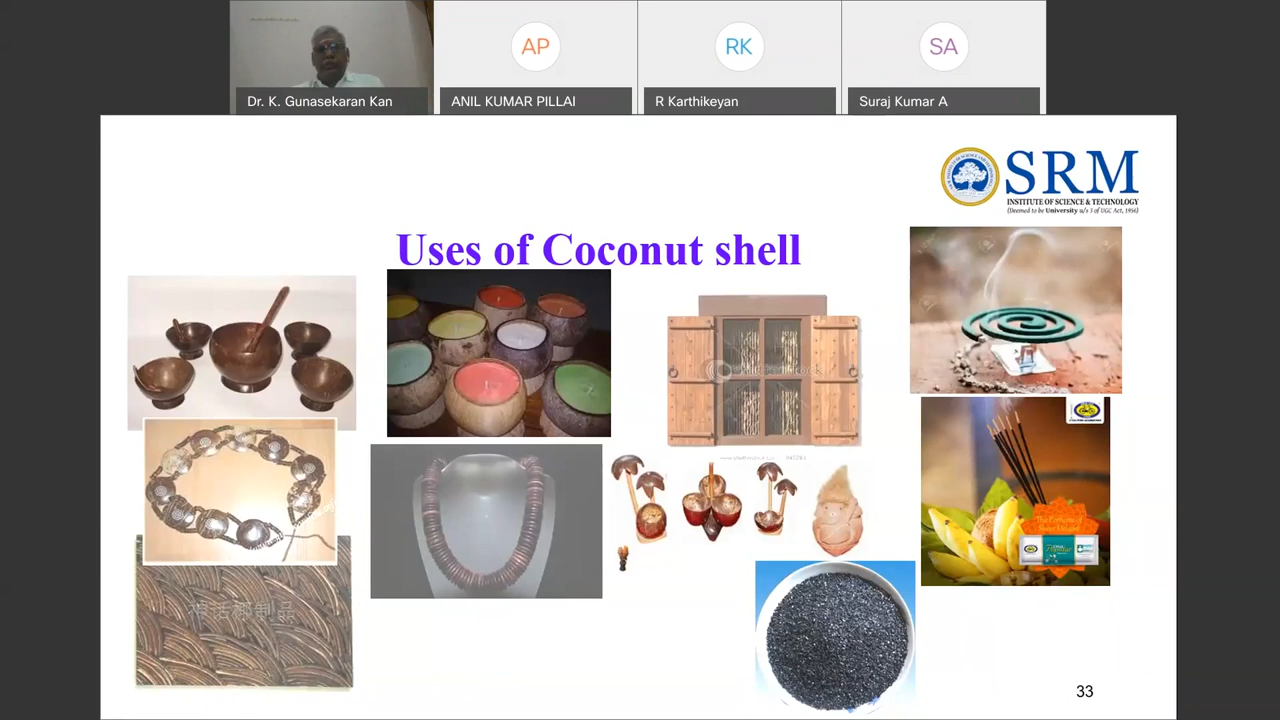 Dr. K. Gunasekaran Kan
AP
ANIL KUMAR PILLAI
RK
R Karthikeyan
SA
Suraj Kumar A
SRM
INSTITUTE OF SCIENCE & TECHNOLOGY
(Deemed to be University u/s 3 of UGC Act, 1956)
Uses of Coconut shell
33